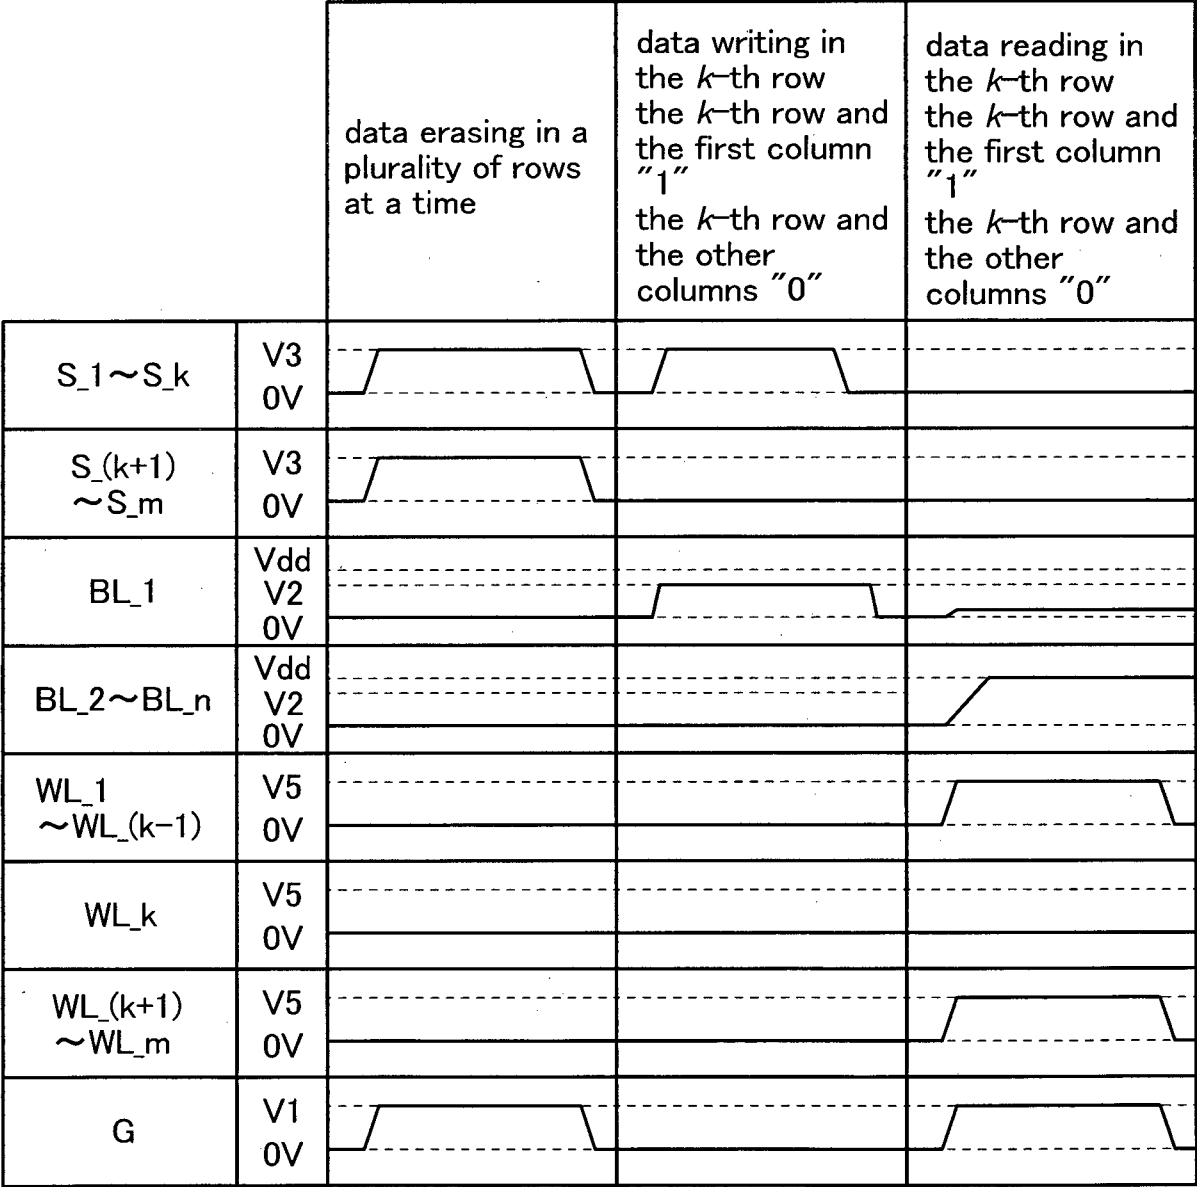 data erasing in a
plurality of rows
at a time
data writing in
the k-th row
the k-th row and
the first column
"1"
the k-th row and
the other
columns "0"
data reading in
the k-th row
the k-th row and
the first column
"1"
the k-th row and
the other
columns "0"
S_1~S_k
V3
0V
S_(k+1)
~S_m
V3
0V
BL_1
Vdd
V2
0V
BL_2~BL_n
Vdd
V2
0V
WL_1
~WL_(k-1)
V5
0V
WL_k
V5
0V
WL_(k+1)
~WL_m
V5
0V
G
V1
0V